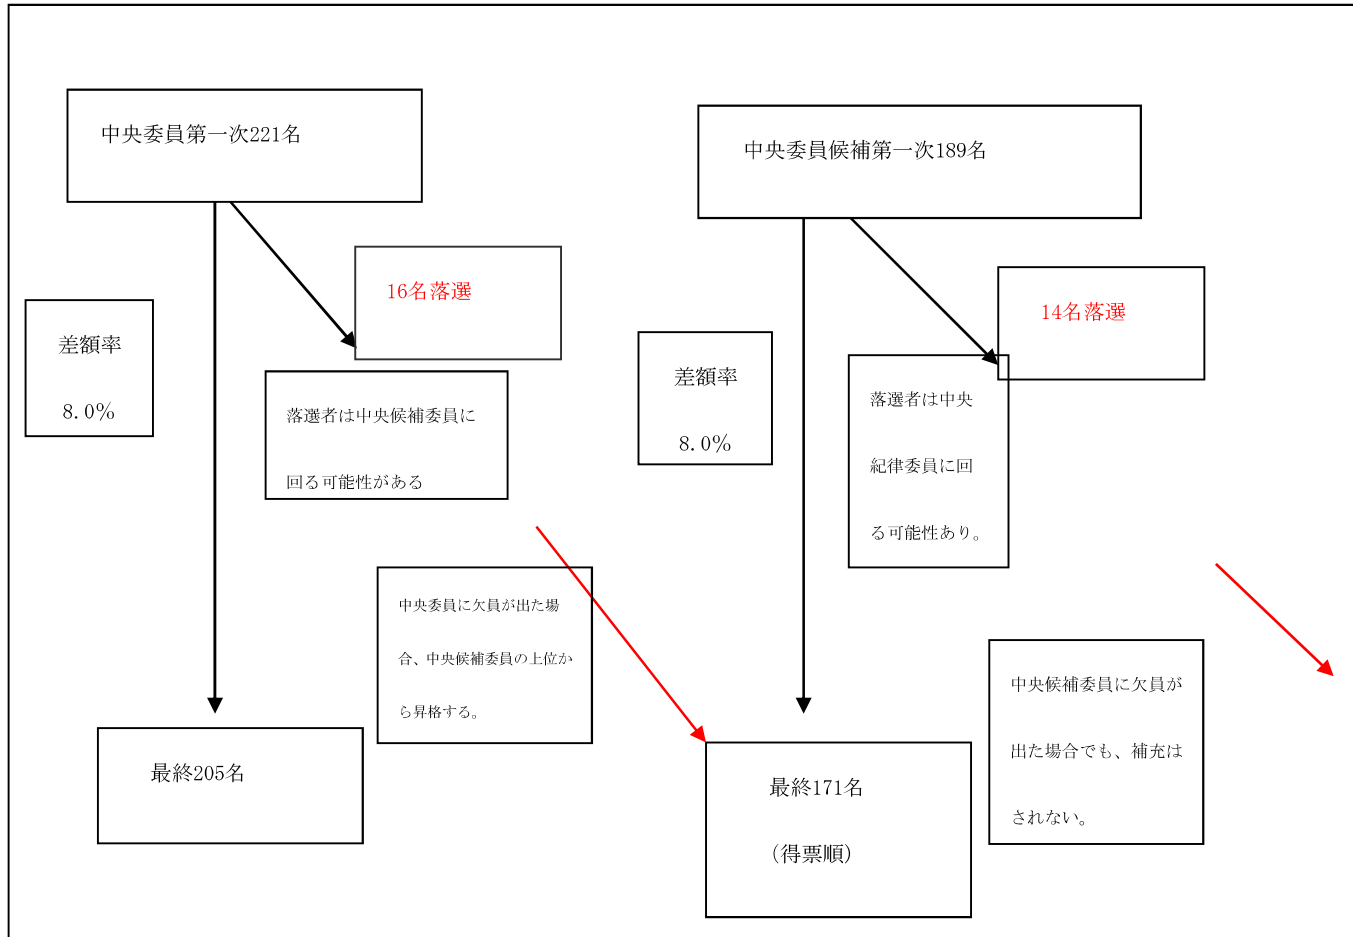 中央委員第一次221名
16名落選
差額率
8.0%
落選者は中央候補委員に
回る可能性がある
中央委員に欠員が出た場
合、中央候補委員の上位か
ら昇格する。
最終205名
中央委員候補第一次189名
14名落選
差額率
8.0%
落選者は中央
紀律委員に回
る可能性あり。
中央候補委員に欠員が
出た場合でも、補充は
されない。
最終171名
（得票順）